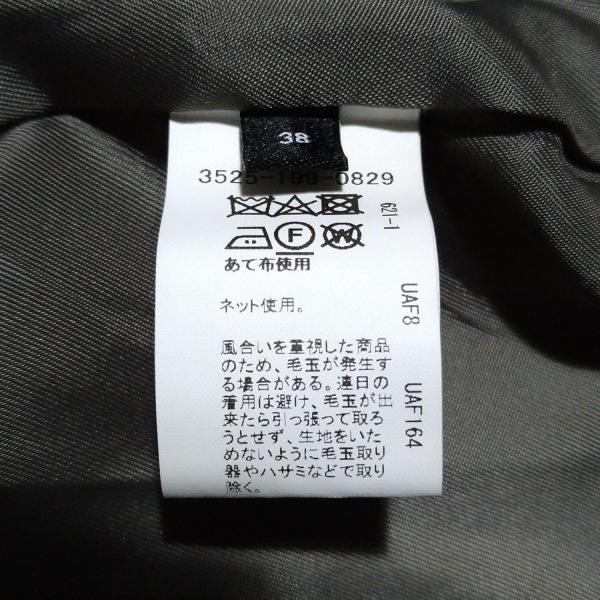 38
3525-199-0829
F W
621-1
あて布使用
UAF8
ネット使用。
風合いを重視した商品
のため、毛玉が発生す
る場合がある。連日の
着用は避け、毛玉が出
来たら引っ張って取ろ
うとせず、生地をいた
めないように毛玉取り
器やハサミなどで取り
除く。
UAF164